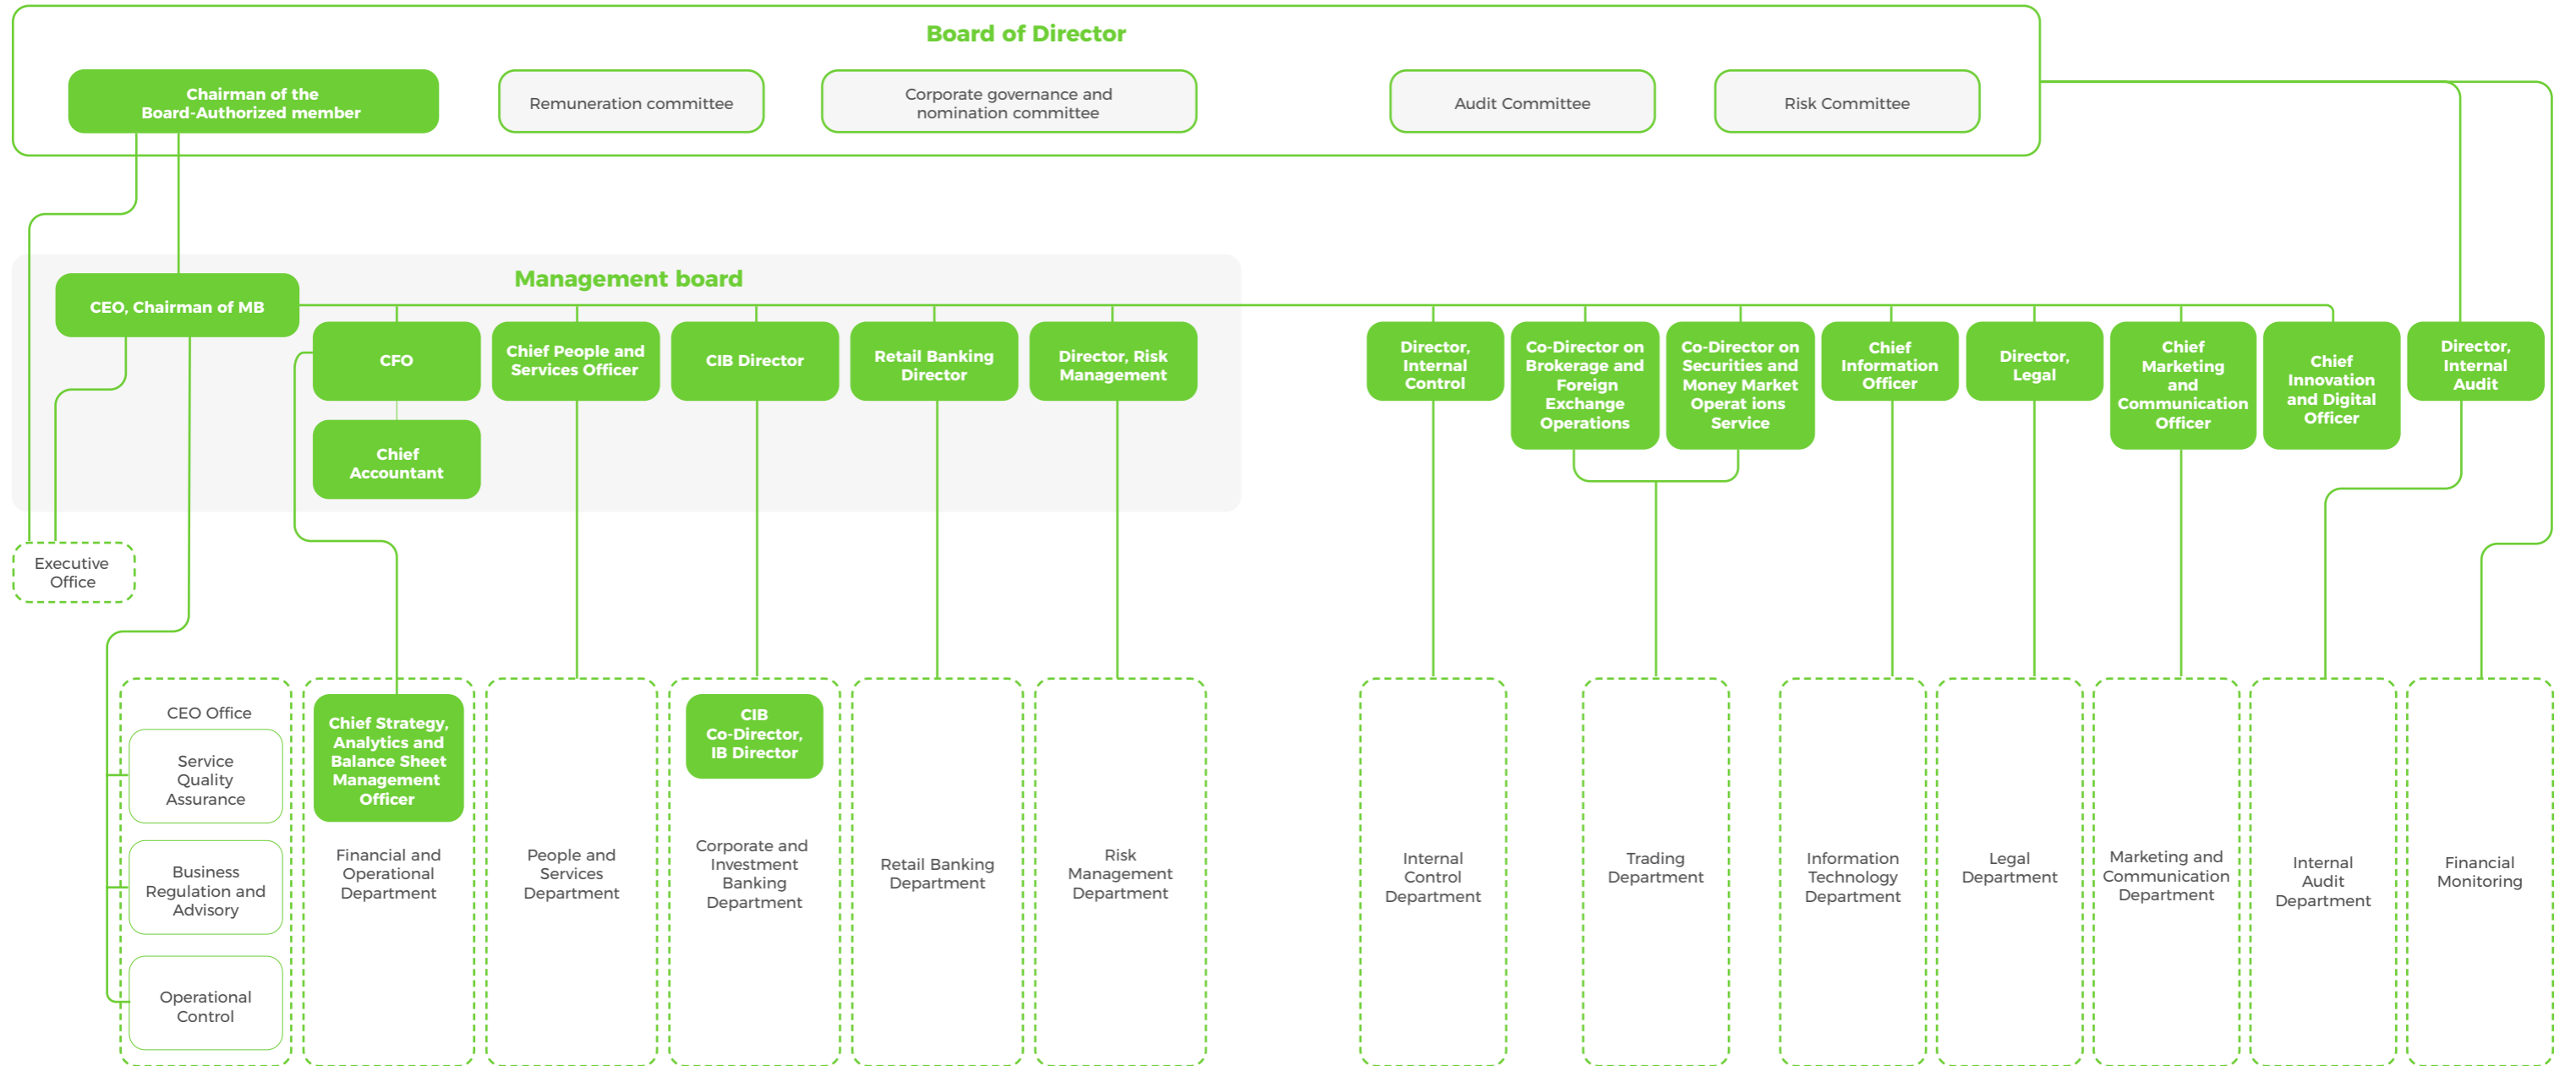 Board of Director
Chairman of the
Board-Authorized member
Remuneration committee
Corporate governance and
nomination committee
Audit Committee
Risk Committee
Management board
CEO, Chairman of MB
CFO
Chief People and
Services Officer
CIB Director
Retail Banking
Director
Director, Risk
Management
Director,
Internal
Control
Co-Director on
Brokerage and
Foreign
Exchange
Operations
Co-Director on
Securities and
Money Market
Operat ions
Service
Chief
Information
Officer
Director,
Legal
Chief
Marketing
and
Communication
Officer
Chief
Innovation
and Digital
Officer
Director,
Internal
Audit
Chief
Accountant
Executive
Office
CEO Office
Service
Quality
Assurance
Business
Regulation and
Advisory
Operational
Control
Chief Strategy,
Analytics and
Balance Sheet
Management
Officer
Financial and
Operational
Department
People and
Services
Department
CIB
Co-Director,
IB Director
Corporate and
Investment
Banking
Department
Retail Banking
Department
Risk
Management
Department
Internal
Control
Department
Trading
Department
Information
Technology
Department
Legal
Department
Marketing and
Communication
Department
Internal
Audit
Department
Financial
Monitoring